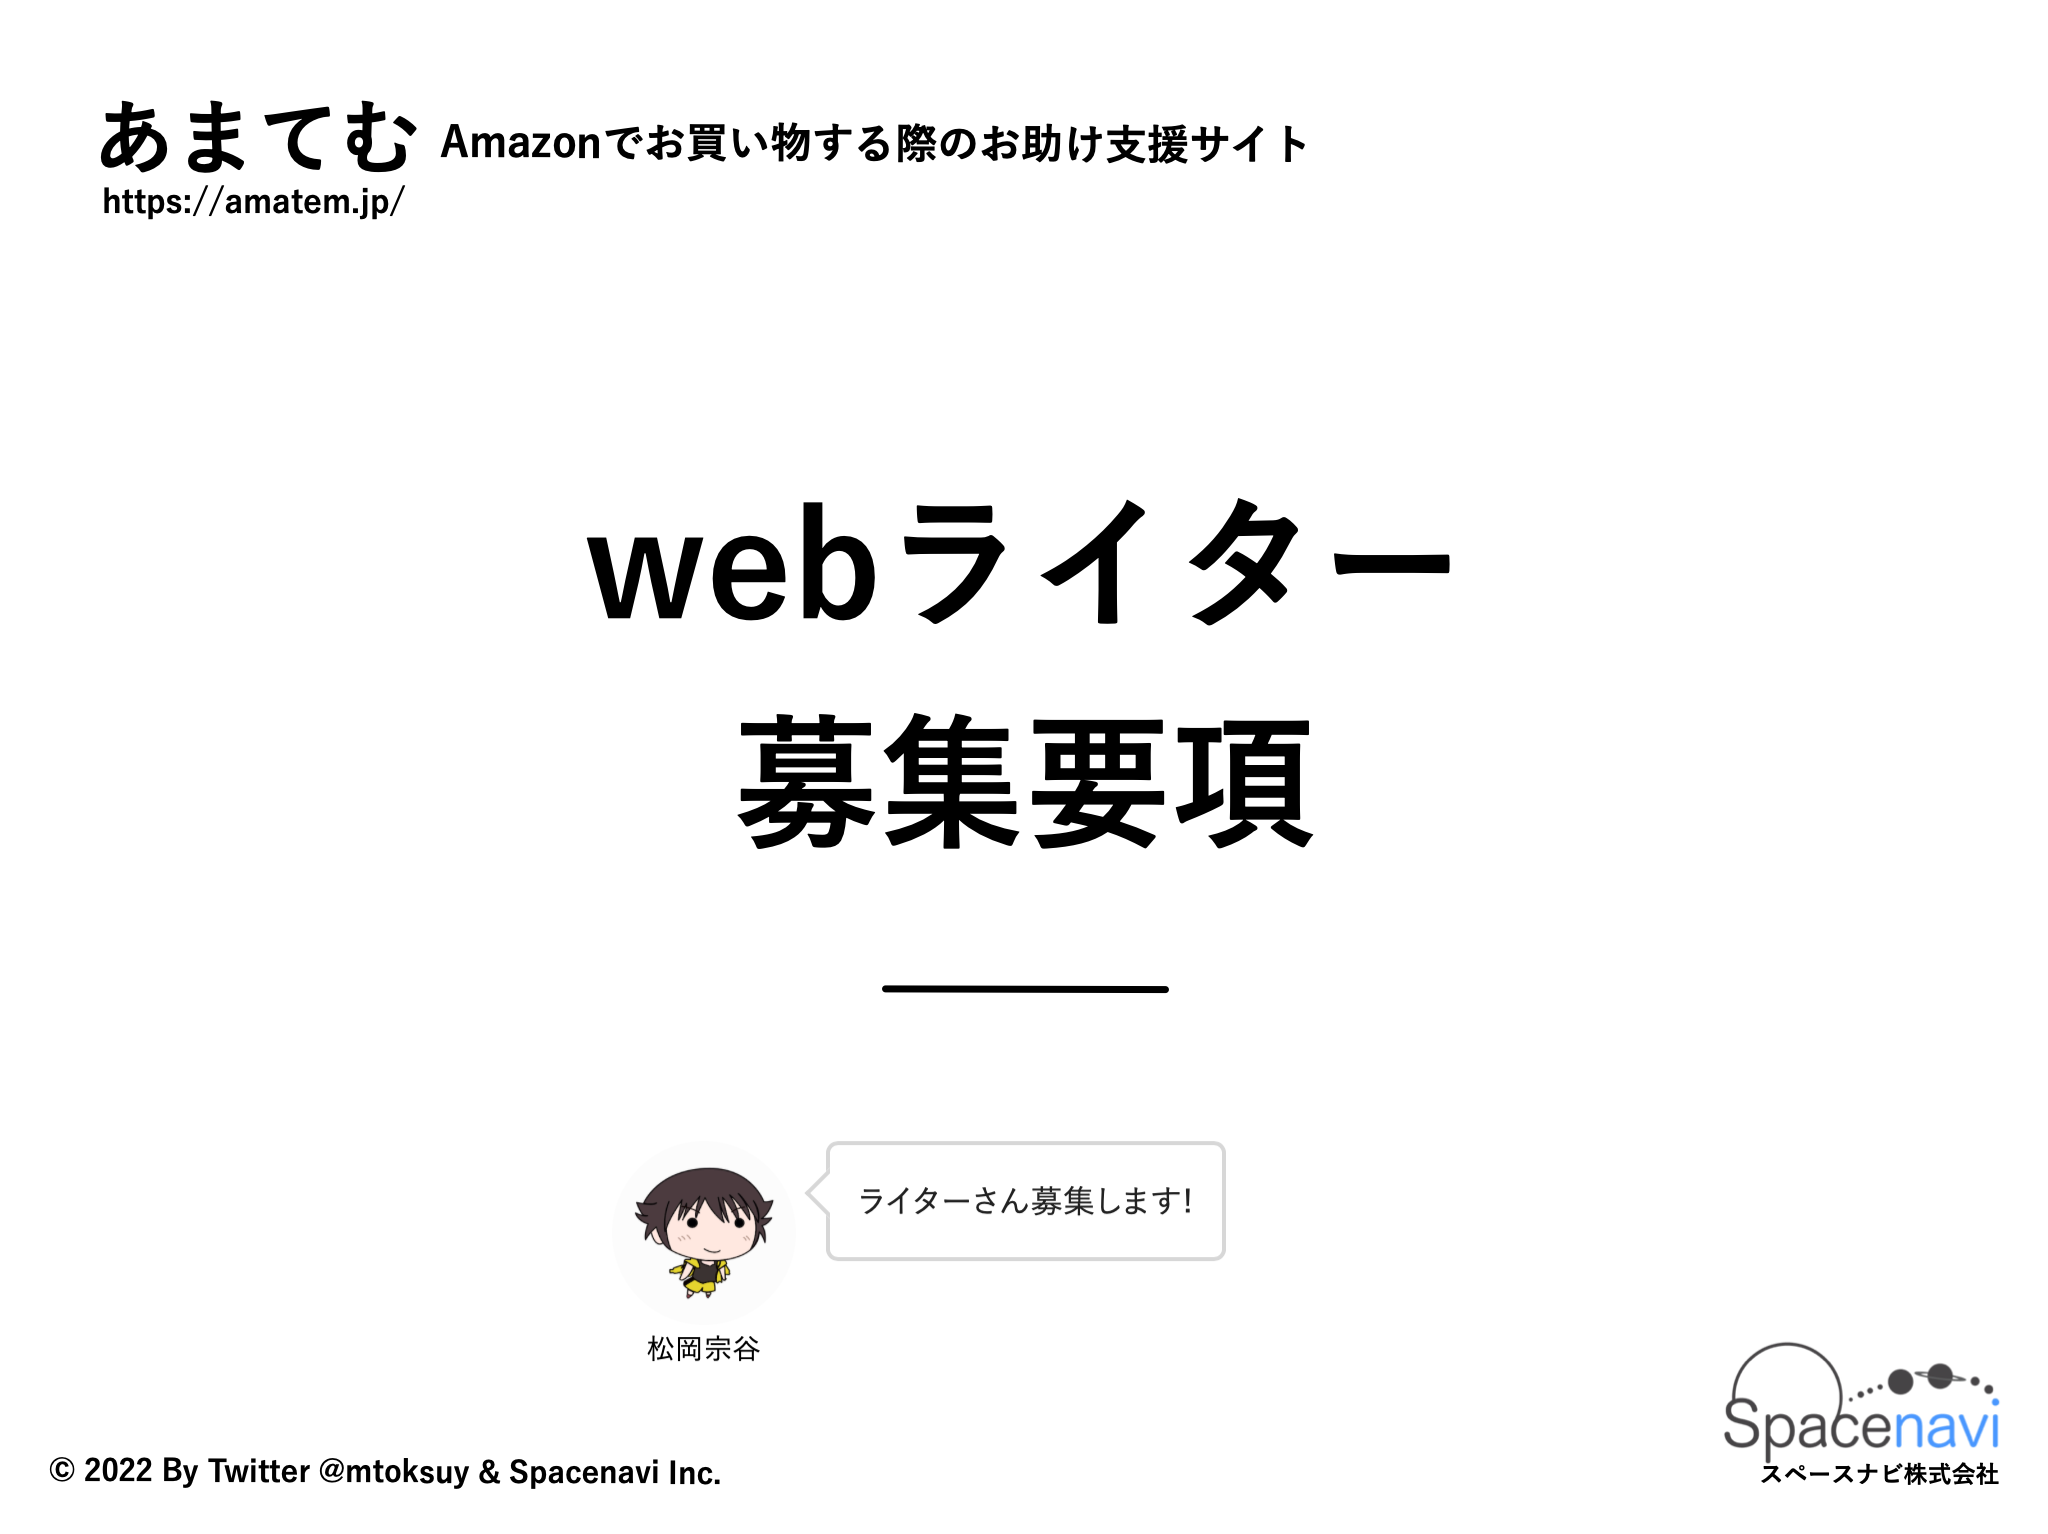 あまてむ Amazonでお買い物する際のお助け支援サイト
https://amatem.jp/
webライター
募集要項
ライターさん募集します！
松岡宗谷
Spacenavi
スペースナビ株式会社
© 2022 By Twitter @mtoksuy & Spacenavi Inc.